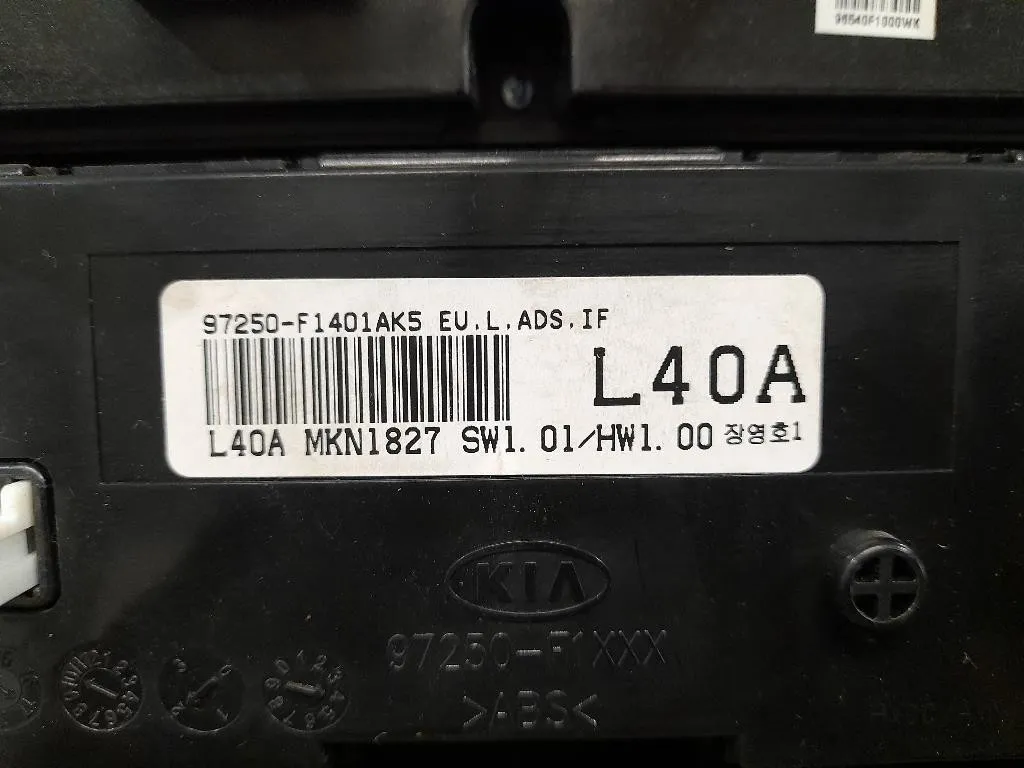 96540F1000WK
97250-F1401AK5 EU.L.ADS.IF
L40A
L40A MKN1827 SW1.01/HW1.00 장영호1
KIA
97250-F1XXX
>ABS<